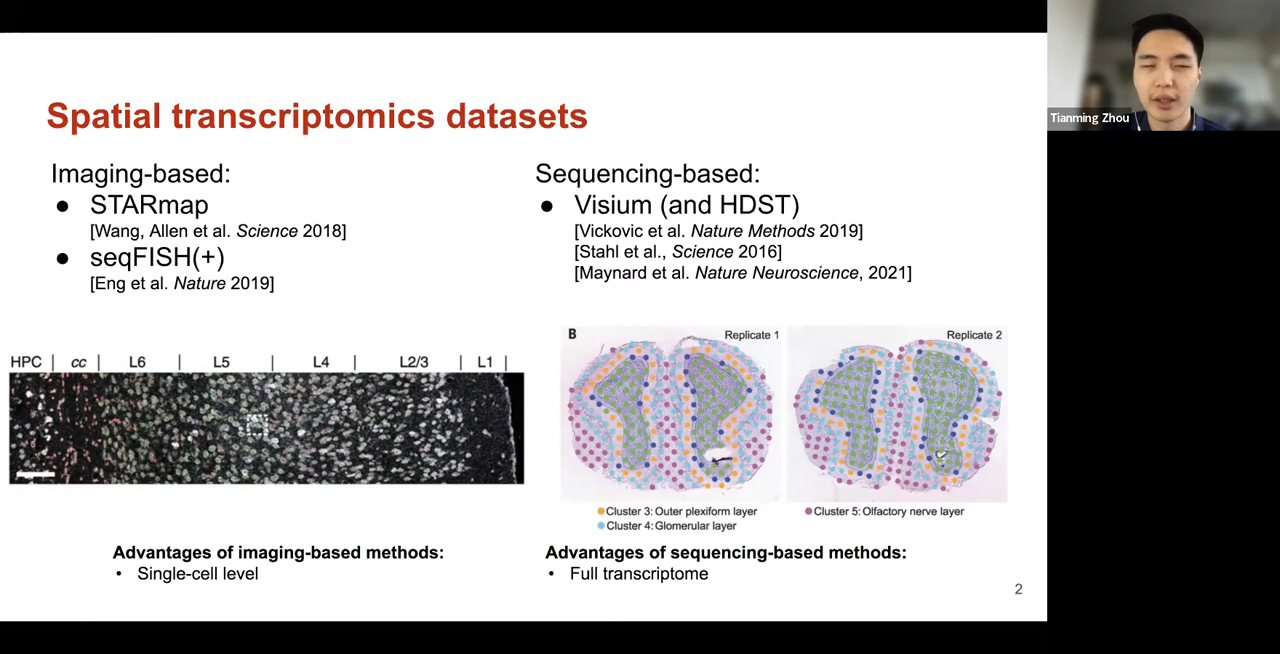 Spatial transcriptomics datasets
Imaging-based:
● STARmap
[Wang, Allen et al. Science 2018]
● seqFISH(+)
[Eng et al. Nature 2019]
Sequencing-based:
● Visium (and HDST)
[Vickovic et al. Nature Methods 2019]
[Stahl et al., Science 2016]
[Maynard et al. Nature Neuroscience, 2021]
HPC | cc | L6 | L5 | L4 | L2/3 | L1 |
B Replicate 1
Replicate 2
Cluster 3: Outer plexiform layer
Cluster 4: Glomerular layer
Cluster 5: Olfactory nerve layer
Advantages of imaging-based methods:
• Single-cell level
Advantages of sequencing-based methods:
• Full transcriptome
2
Tianming Zhou